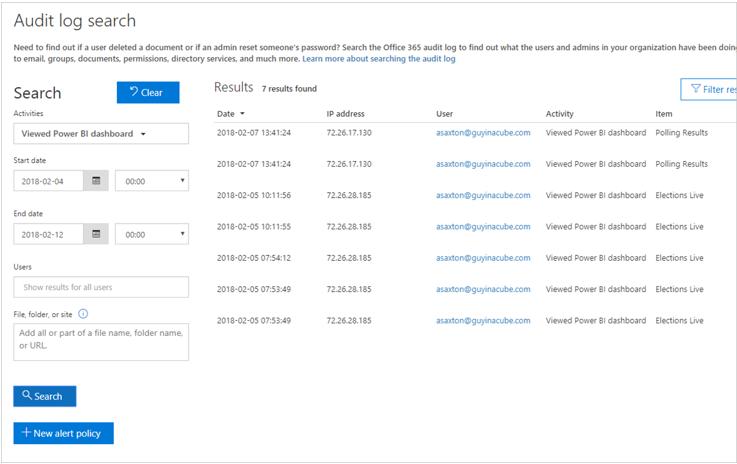 Audit log search
Need to find out if a user deleted a document or if an admin reset someone's password? Search the Office 365 audit log to find out what the users and admins in your organization have been doing
to email, groups, documents, permissions, directory services, and much more. Learn more about searching the audit log
Search
Clear
Activities
Viewed Power BI dashboard
Start date
2018-02-04
00:00
End date
2018-02-12
00:00
Users
Show results for all users
File, folder, or site
Add all or part of a file name, folder name,
or URL.
Search
New alert policy
Results 7 results found
Filter res
Date IP address User Activity Item
2018-02-07 13:41:24 72.26.17.130 asaxton@guyinacube.com Viewed Power BI dashboard Polling Results
2018-02-07 13:41:24 72.26.17.130 asaxton@guyinacube.com Viewed Power BI dashboard Polling Results
2018-02-05 10:11:56 72.26.28.185 asaxton@guyinacube.com Viewed Power BI dashboard Elections Live
2018-02-05 10:11:55 72.26.28.185 asaxton@guyinacube.com Viewed Power BI dashboard Elections Live
2018-02-05 07:54:12 72.26.28.185 asaxton@guyinacube.com Viewed Power BI dashboard Elections Live
2018-02-05 07:53:49 72.26.28.185 asaxton@guyinacube.com Viewed Power BI dashboard Elections Live
2018-02-05 07:53:49 72.26.28.185 asaxton@guyinacube.com Viewed Power BI dashboard Elections Live